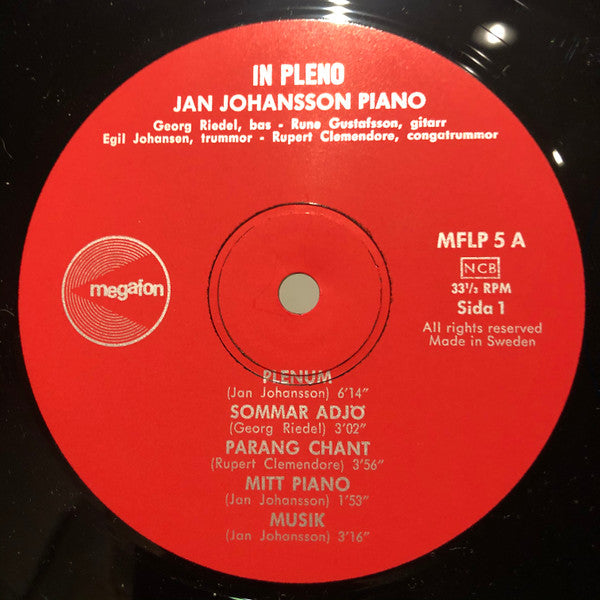 IN PLENO
JAN JOHANSSON PIANO
Georg Riedel, bas - Rune Gustafsson, gitarr
Egil Johansen, trummor - Rupert Clemendore, congatrummor
megafon
MFLP 5 A
NCB
33⅓ RPM
Sida 1
All rights reserved
Made in Sweden
PLENUM
(Jan Johansson) 6'14"
SOMMAR ADJÖ
(Georg Riedel) 3'02"
PARANG CHANT
(Rupert Clemendore) 3'56"
MITT PIANO
(Jan Johansson) 1'53"
MUSIK
(Jan Johansson) 3'16"